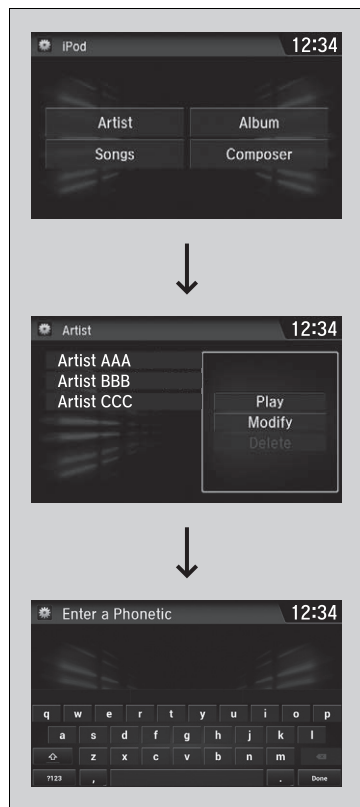 iPod 12:34
Artist Album
Songs Composer
Artist 12:34
Artist AAA
Artist BBB
Artist CCC
Play
Modify
Delete
Enter a Phonetic 12:34
q w e r t y u i o p
a s d f g h j k l
z x c v b n m
?123 , . Done